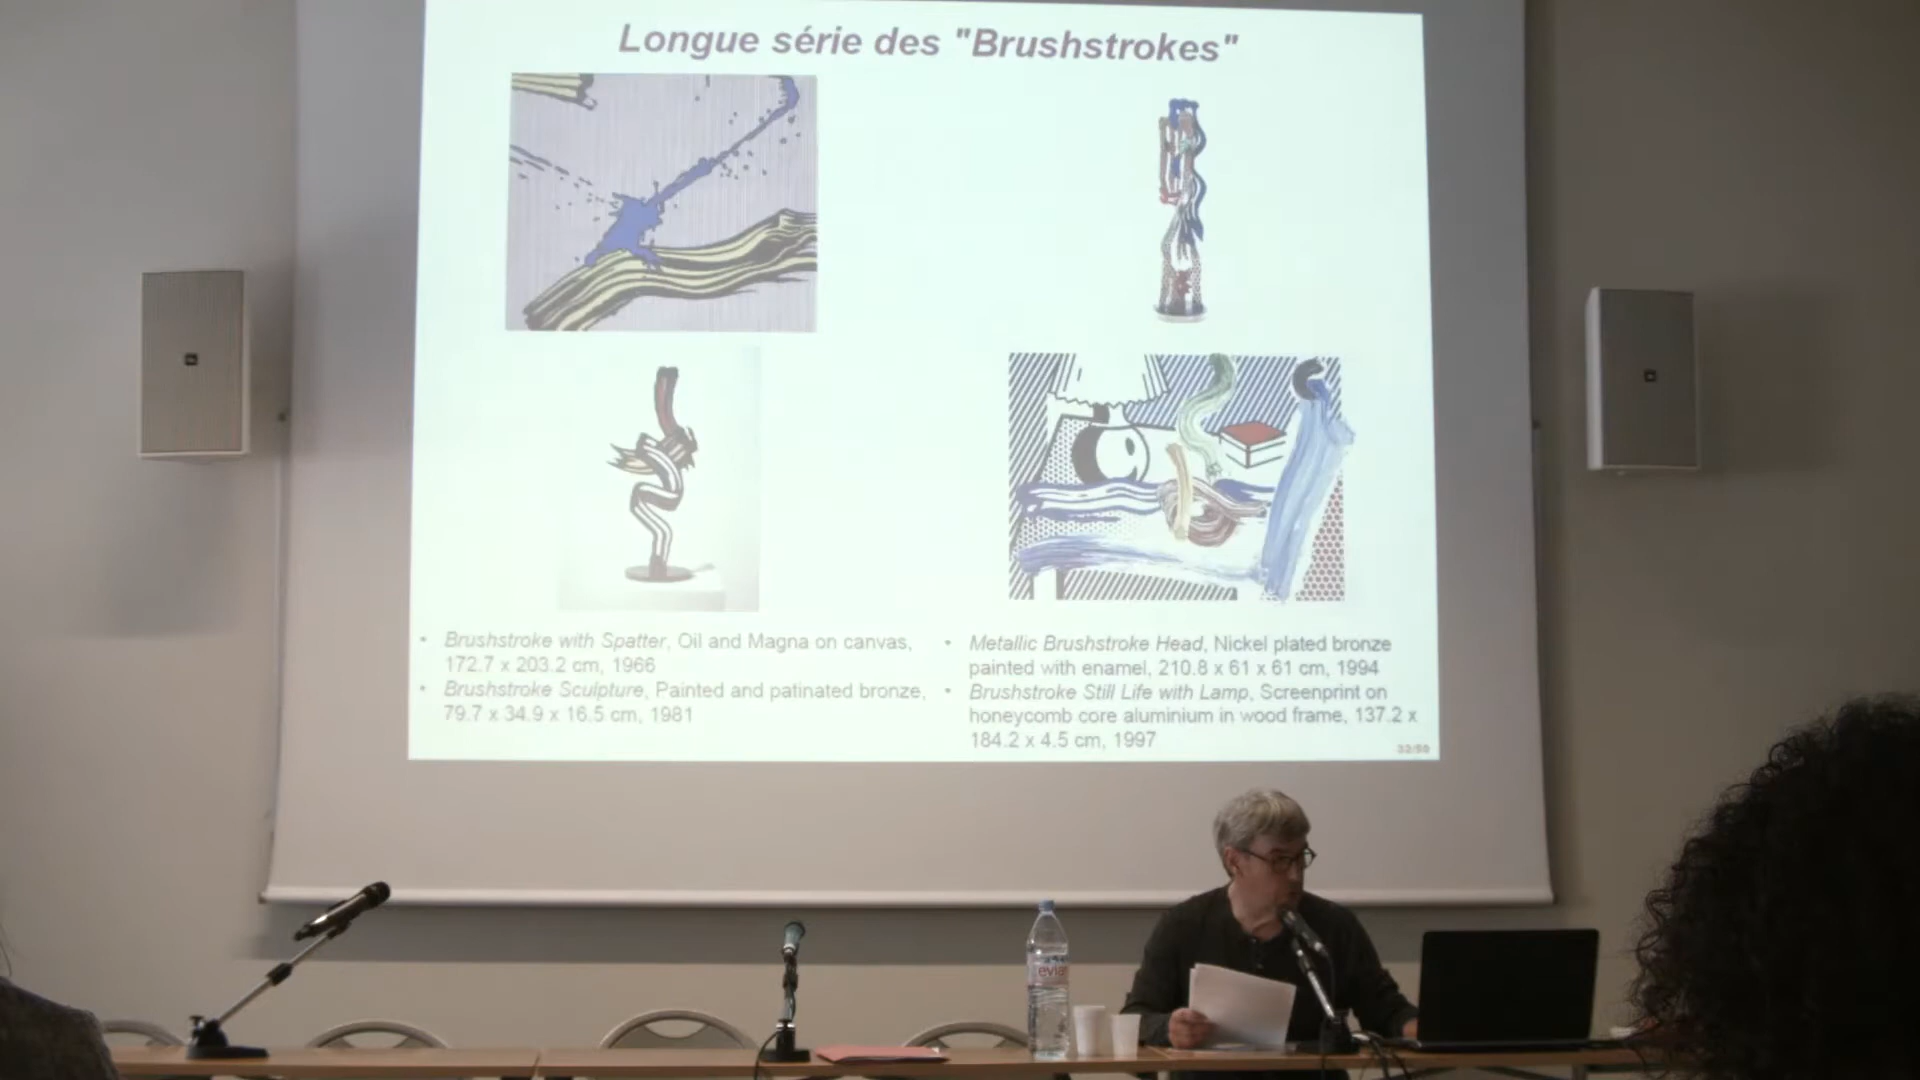 Longue série des "Brushstrokes"
• Brushstroke with Spatter, Oil and Magna on canvas,
172.7 x 203.2 cm, 1966
• Brushstroke Sculpture, Painted and patinated bronze,
79.7 x 34.9 x 16.5 cm, 1981
• Metallic Brushstroke Head, Nickel plated bronze
painted with enamel, 210.8 x 61 x 61 cm, 1994
• Brushstroke Still Life with Lamp, Screenprint on
honeycomb core aluminium in wood frame, 137.2 x
184.2 x 4.5 cm, 1997
32/50
evian